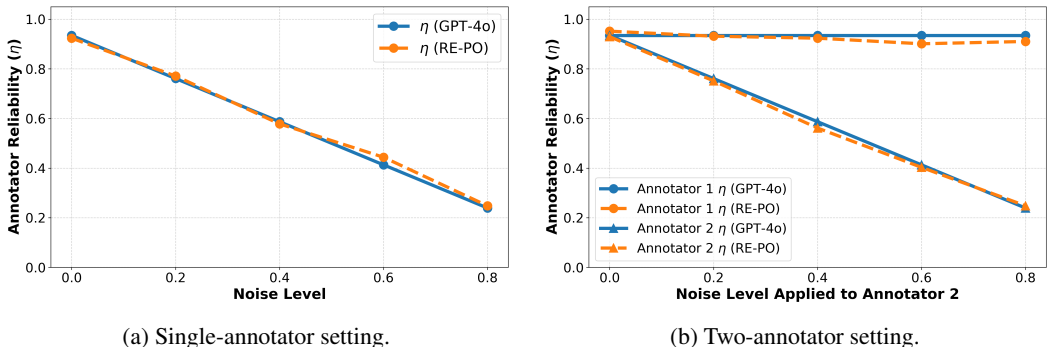 Annotator Reliability (η)
1.0
0.8
0.6
0.4
0.2
0.0
η (GPT-4o)
η (RE-PO)
0.0 0.2 0.4 0.6 0.8
Noise Level
(a) Single-annotator setting.
Annotator Reliability (η)
1.0
0.8
0.6
0.4
0.2
0.0
Annotator 1 η (GPT-4o)
Annotator 1 η (RE-PO)
Annotator 2 η (GPT-4o)
Annotator 2 η (RE-PO)
0.0 0.2 0.4 0.6 0.8
Noise Level Applied to Annotator 2
(b) Two-annotator setting.